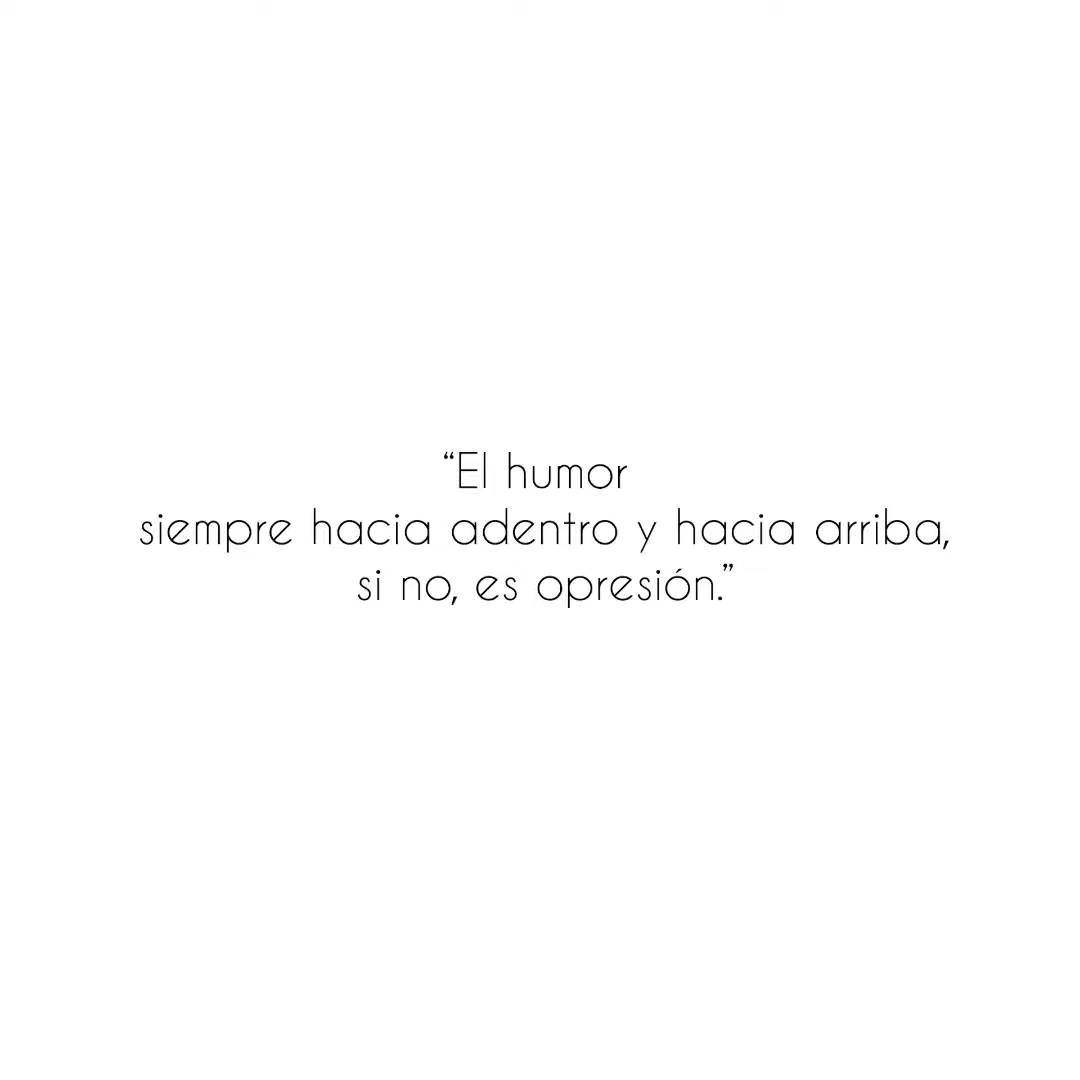 “El humor
siempre hacia adentro y hacia arriba,
si no, es opresión.”